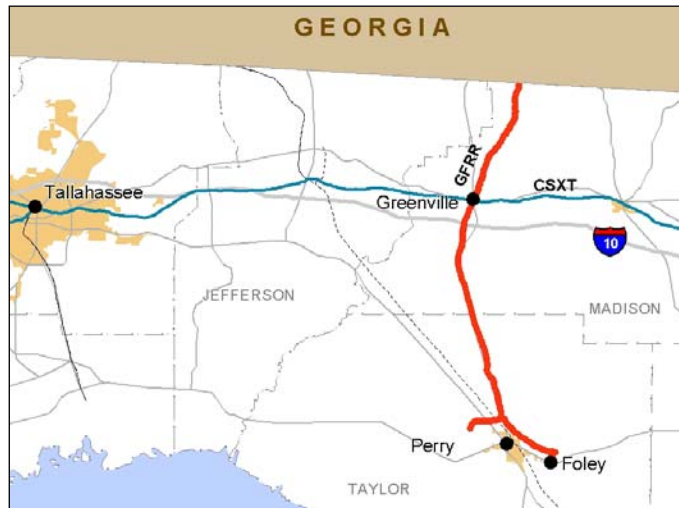 GEORGIA
GFRR
Tallahassee
CSXT
Greenville
10
JEFFERSON
MADISON
Perry
Foley
TAYLOR